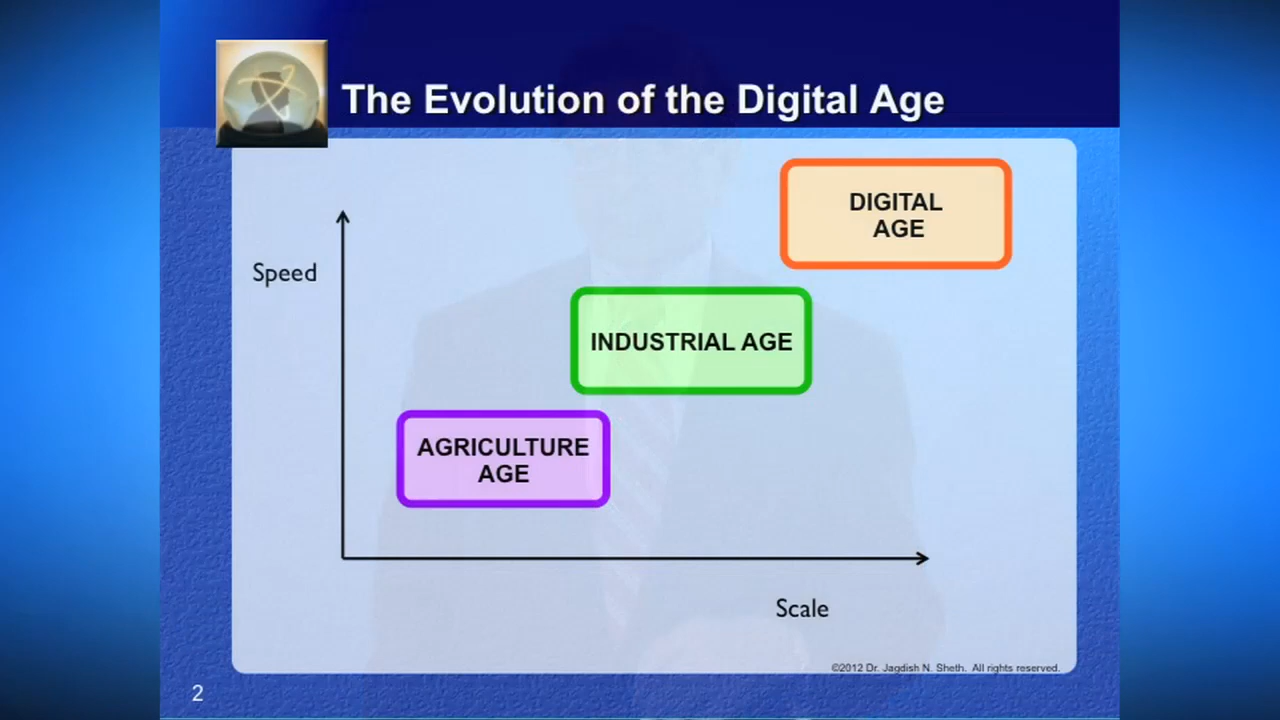 The Evolution of the Digital Age
DIGITAL
AGE
Speed
INDUSTRIAL AGE
AGRICULTURE
AGE
Scale
©2012 Dr. Jagdish N. Sheth. All rights reserved.
2